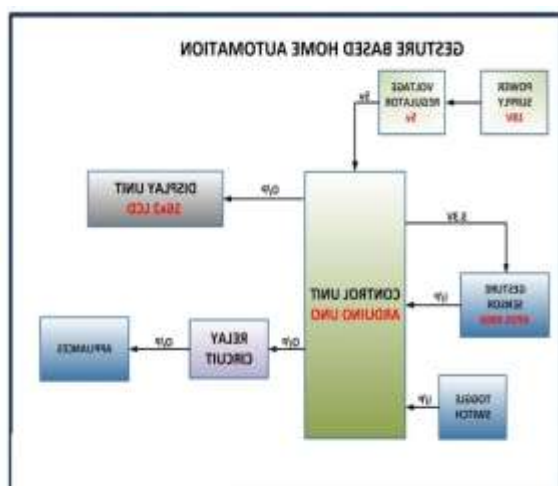 GESTURE BASED HOME AUTOMATION
POWER
SUPPLY
VOLTAGE
REGULATOR
5v
5v
DISPLAY UNIT
16x2 LCD
O/P
3.3V
CONTROL UNIT
ARDUINO UNO
GESTURE
SENSOR
I/P
APPLIANCES
O/P
RELAY
CIRCUIT
O/P
I/P
TOGGLE
SWITCH